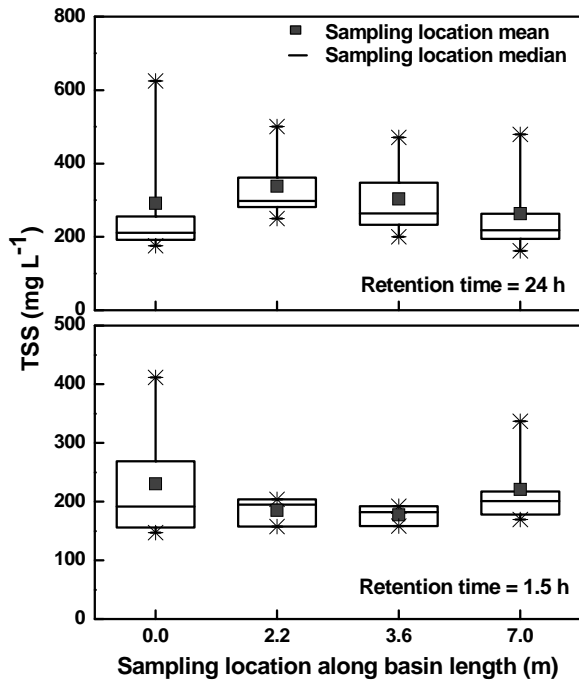 800
Sampling location mean
Sampling location median
600
400
200
0
Retention time = 24 h
TSS (mg L⁻¹)
500
400
300
200
100
0
Retention time = 1.5 h
0.0 2.2 3.6 7.0
Sampling location along basin length (m)